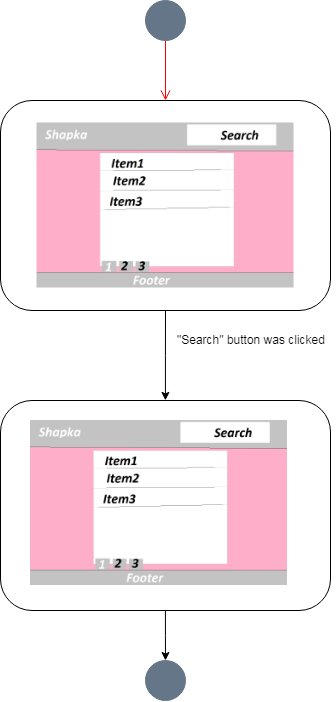 Shapka Search
Item1
Item2
Item3
1 2 3
Footer
"Search" button was clicked
Shapka Search
Item1
Item2
Item3
1 2 3
Footer